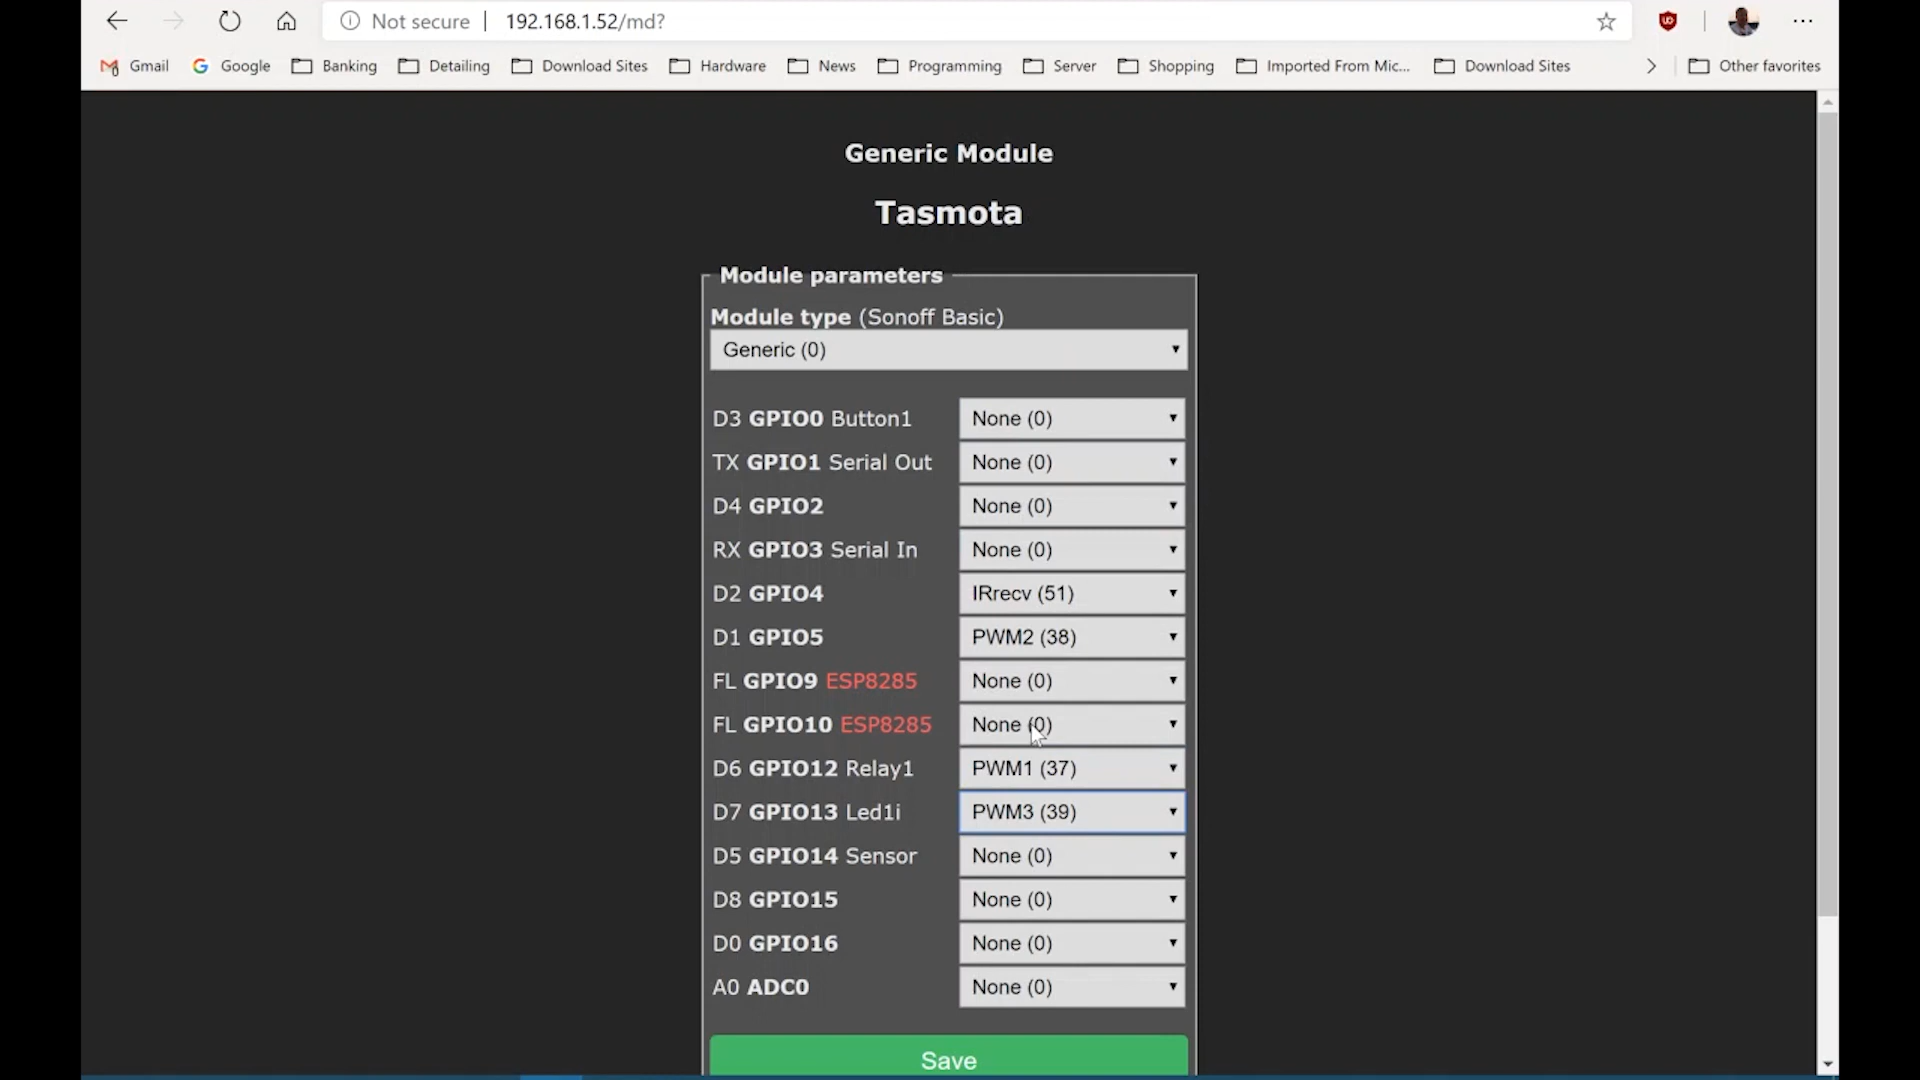 Not secure | 192.168.1.52/md?
Gmail Google Banking Detailing Download Sites Hardware News Programming Server Shopping Imported From Mic... Download Sites Other favorites
Generic Module
Tasmota
Module parameters
Module type (Sonoff Basic)
Generic (0)
D3 GPIO0 Button1 None (0)
TX GPIO1 Serial Out None (0)
D4 GPIO2 None (0)
RX GPIO3 Serial In None (0)
D2 GPIO4 IRrecv (51)
D1 GPIO5 PWM2 (38)
FL GPIO9 ESP8285 None (0)
FL GPIO10 ESP8285 None (0)
D6 GPIO12 Relay1 PWM1 (37)
D7 GPIO13 Led1i PWM3 (39)
D5 GPIO14 Sensor None (0)
D8 GPIO15 None (0)
D0 GPIO16 None (0)
A0 ADC0 None (0)
Save